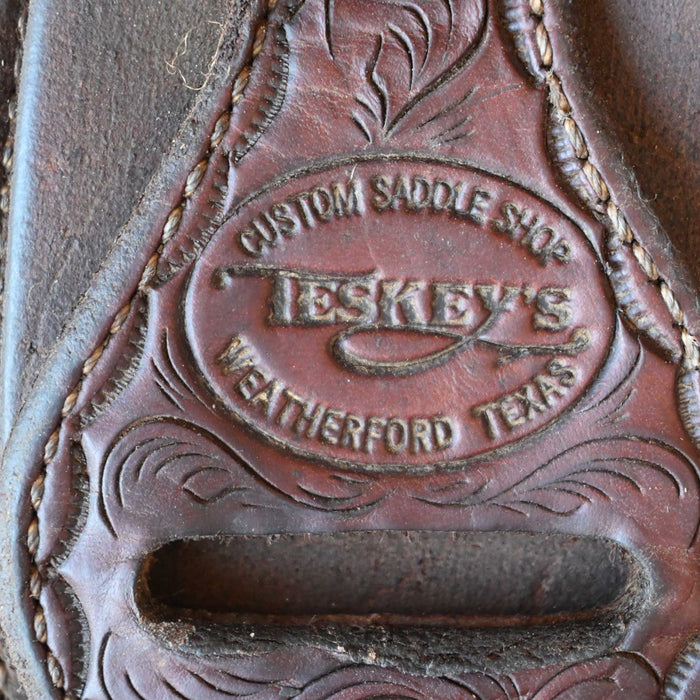 CUSTOM SADDLE SHOP
TESKEY'S
WEATHERFORD TEXAS